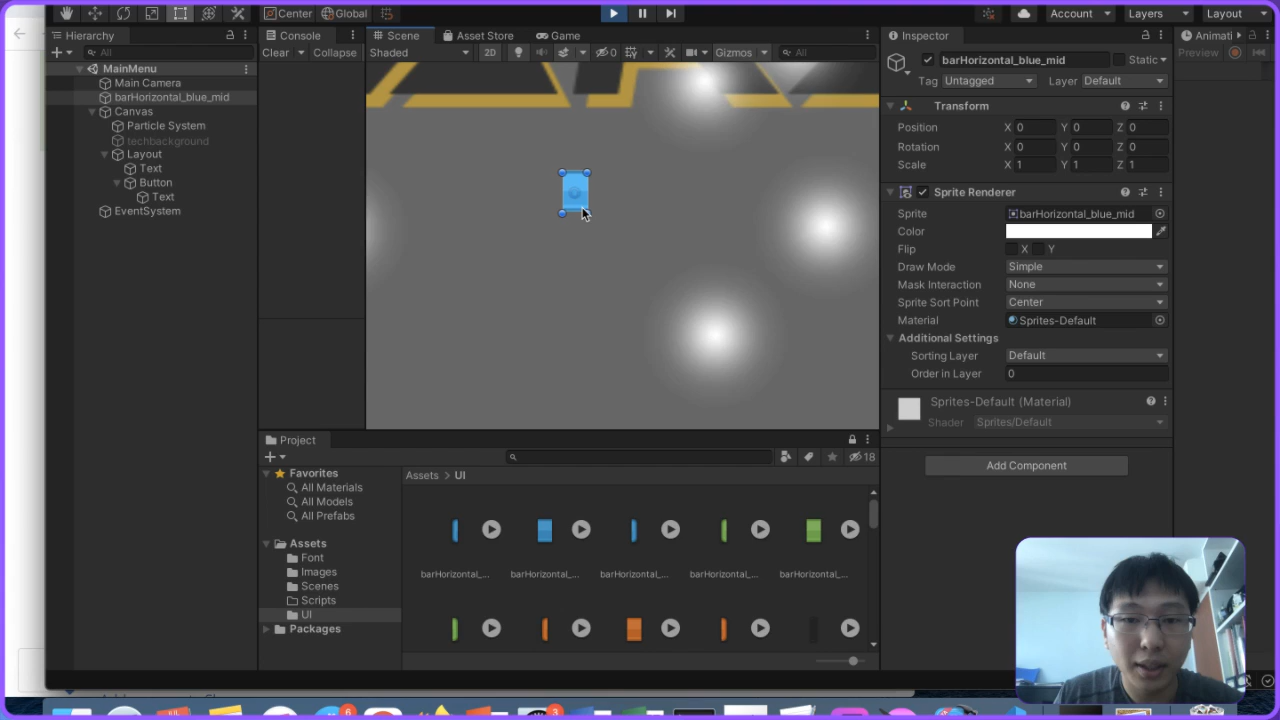 Center
Global
Account
Layers
Layout
Hierarchy
All
MainMenu
Main Camera
barHorizontal_blue_mid
Canvas
Particle System
techbackground
Layout
Text
Button
Text
EventSystem
Console
Clear
Collapse
Scene
Asset Store
Game
Shaded
2D
0
Gizmos
All
Project
18
Favorites
All Materials
All Models
All Prefabs
Assets
Font
Images
Scenes
Scripts
UI
Packages
Assets > UI
barHorizontal_... barHorizontal_... barHorizontal_... barHorizontal_... barHorizontal_...
Inspector
barHorizontal_blue_mid
Static
Tag Untagged
Layer Default
Transform
Position X 0 Y 0 Z 0
Rotation X 0 Y 0 Z 0
Scale X 1 Y 1 Z 1
Sprite Renderer
Sprite barHorizontal_blue_mid
Color
Flip X Y
Draw Mode Simple
Mask Interaction None
Sprite Sort Point Center
Material Sprites-Default
Additional Settings
Sorting Layer Default
Order in Layer 0
Sprites-Default (Material)
Shader Sprites/Default
Add Component
Animati
Preview
6
3